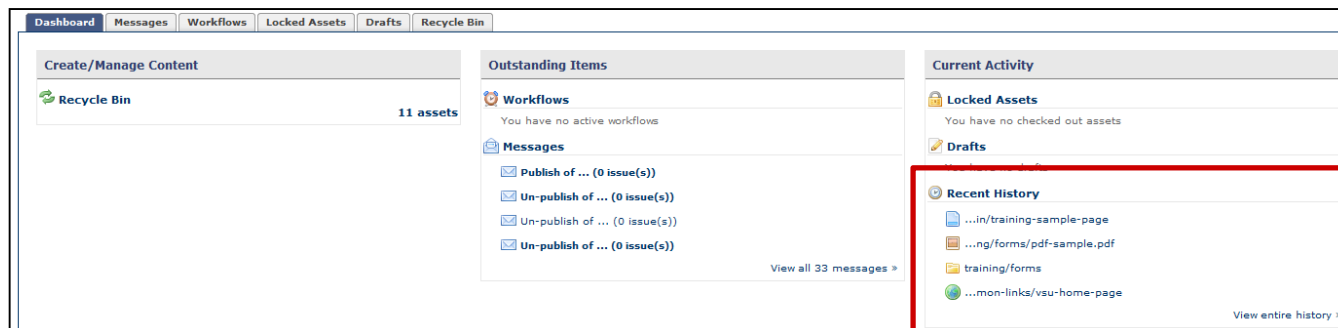 Dashboard Messages Workflows Locked Assets Drafts Recycle Bin
Create/Manage Content
Recycle Bin
11 assets
Outstanding Items
Workflows
You have no active workflows
Messages
Publish of ... (0 issue(s))
Un-publish of ... (0 issue(s))
Un-publish of ... (0 issue(s))
Un-publish of ... (0 issue(s))
View all 33 messages »
Current Activity
Locked Assets
You have no checked out assets
Drafts
You have no drafts
Recent History
...in/training-sample-page
...ng/forms/pdf-sample.pdf
training/forms
...mon-links/vsu-home-page
View entire history »